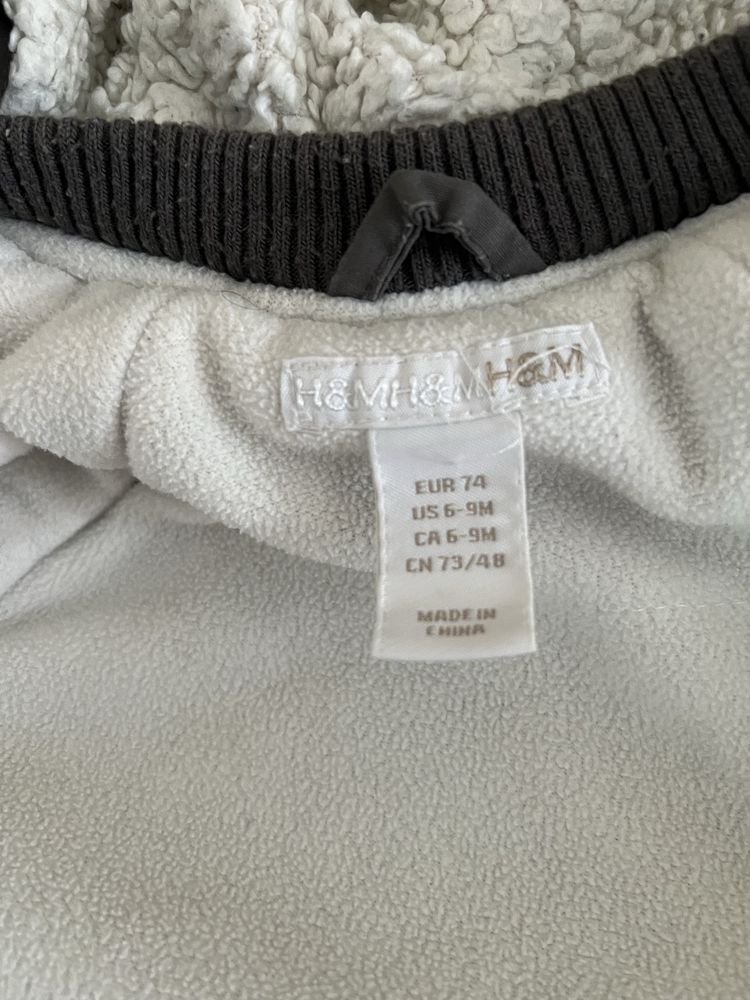 H&MH&MH&M
EUR 74
US 6-9M
CA 6-9M
CN 73/48
MADE IN
CHINA